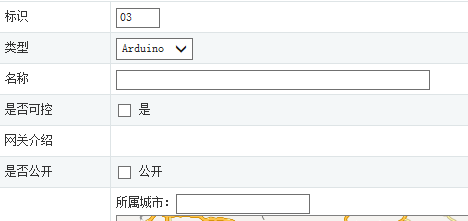 标识 03
类型 Arduino
名称
是否可控 是
网关介绍
是否公开 公开
所属城市：